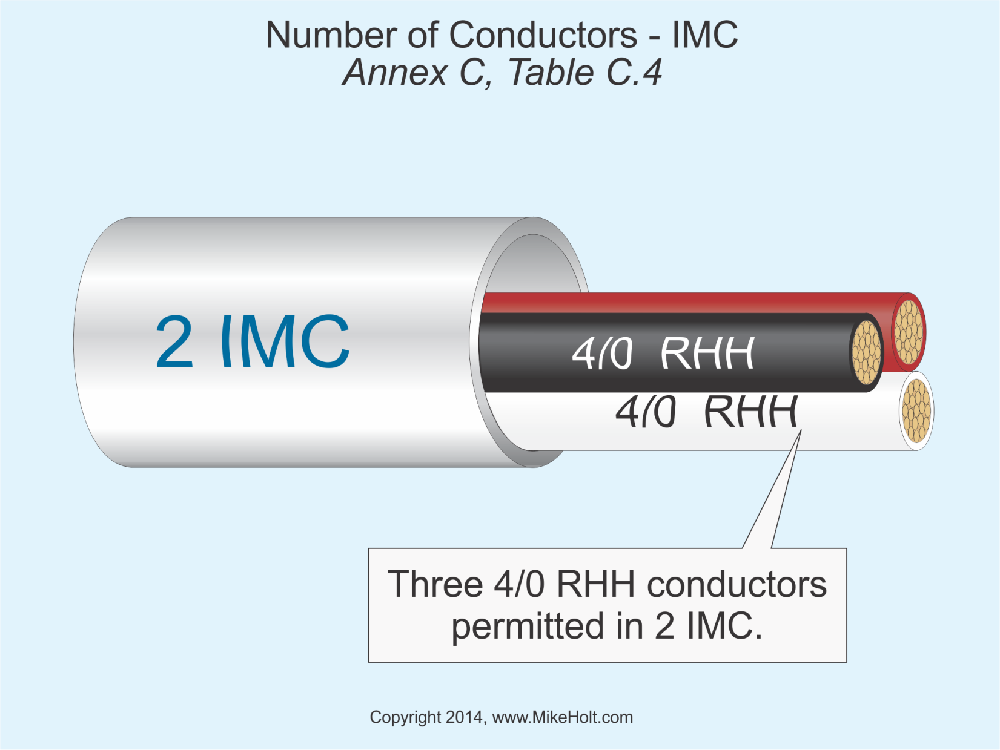 Number of Conductors - IMC
Annex C, Table C.4
2 IMC
4/0 RHH
4/0 RHH
Three 4/0 RHH conductors
permitted in 2 IMC.
Copyright 2014, www.MikeHolt.com